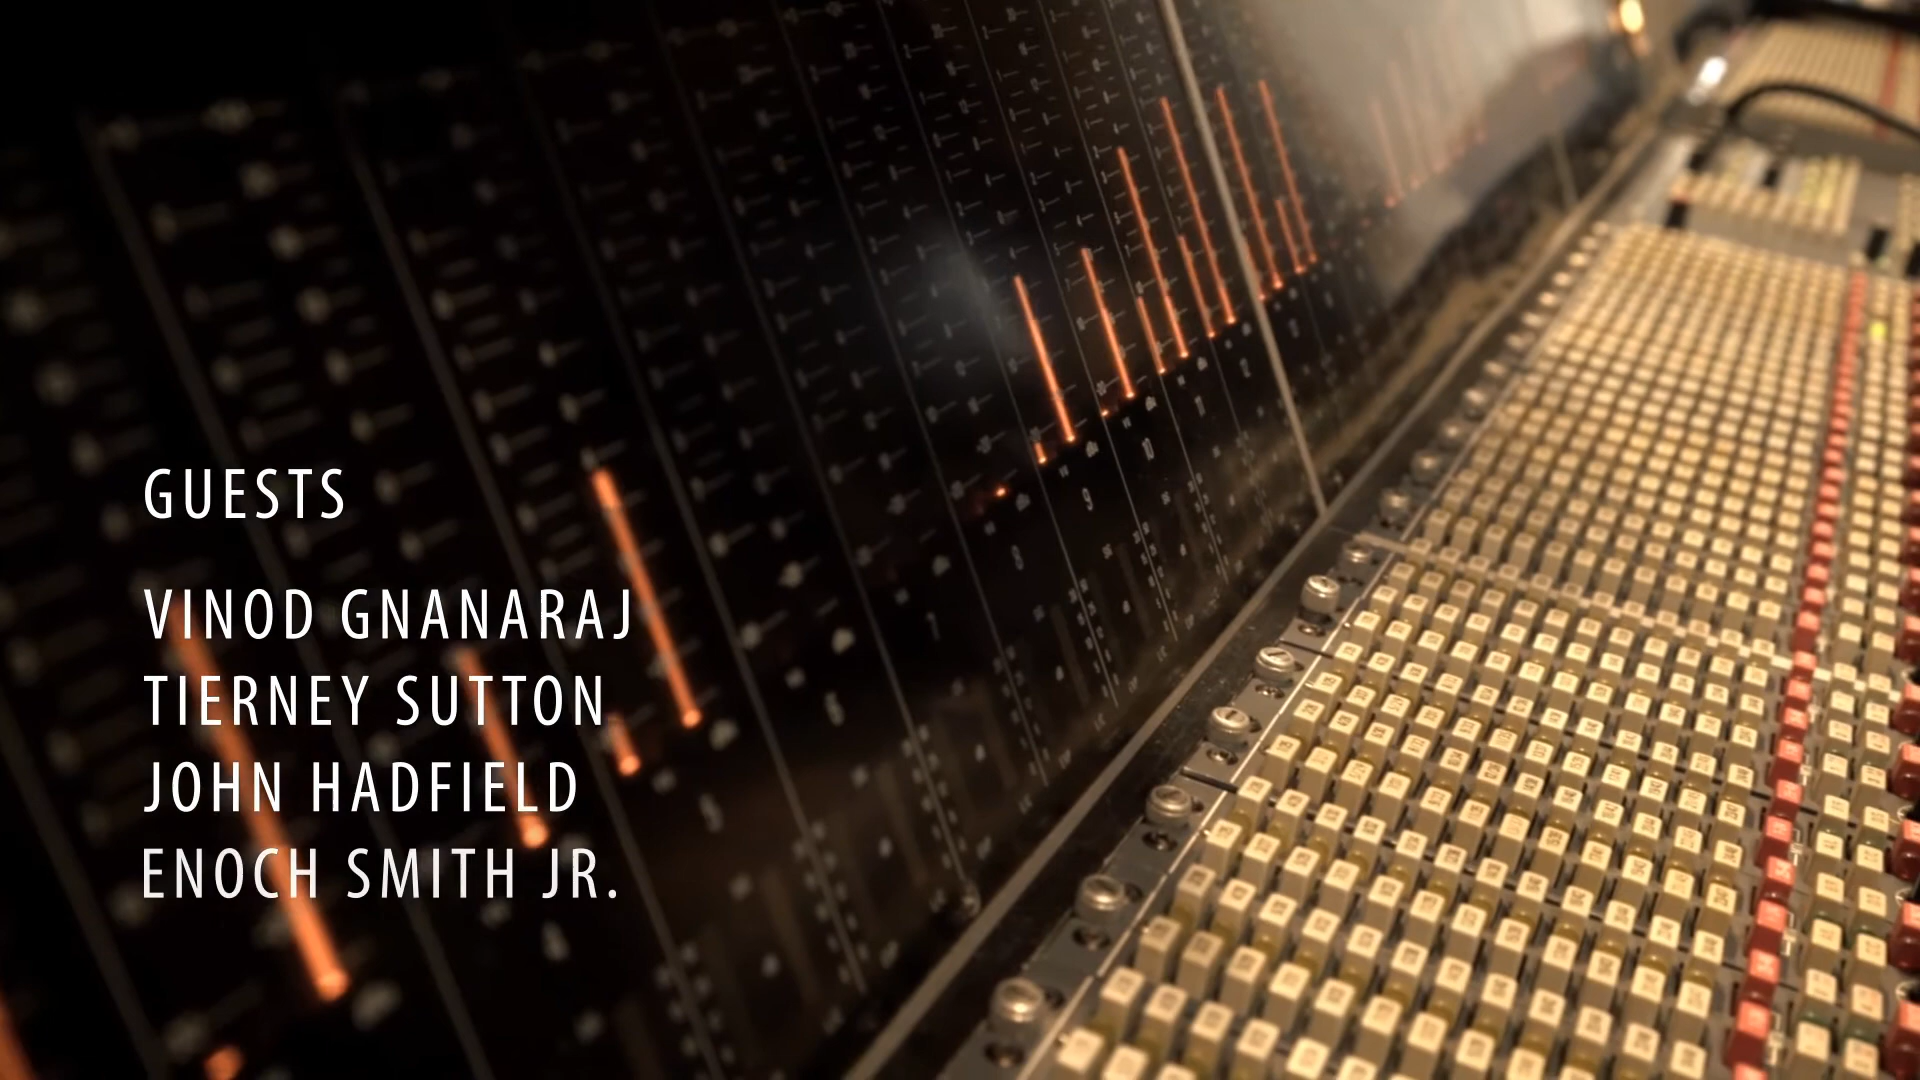 GUESTS
VINOD GNANARAJ
TIERNEY SUTTON
JOHN HADFIELD
ENOCH SMITH JR.